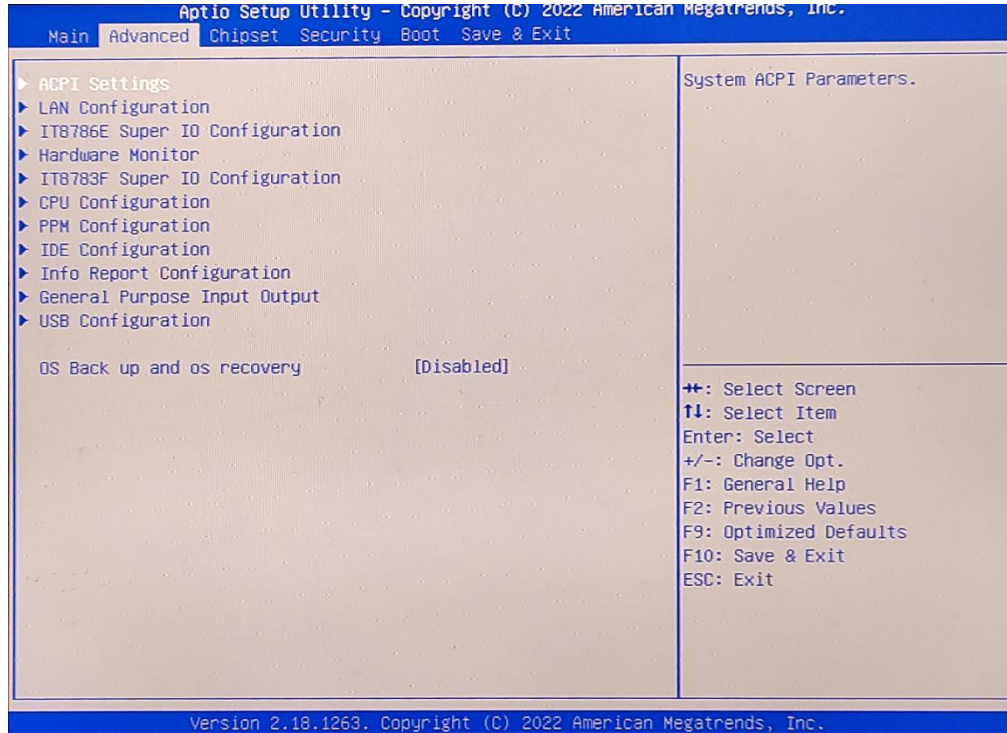 Aptio Setup Utility – Copyright (C) 2022 American Megatrends, Inc.
Main Advanced Chipset Security Boot Save & Exit
▶ ACPI Settings
▶ LAN Configuration
▶ IT8786E Super IO Configuration
▶ Hardware Monitor
▶ IT8783F Super IO Configuration
▶ CPU Configuration
▶ PPM Configuration
▶ IDE Configuration
▶ Info Report Configuration
▶ General Purpose Input Output
▶ USB Configuration
OS Back up and os recovery [Disabled]
System ACPI Parameters.
→←: Select Screen
↑↓: Select Item
Enter: Select
+/-: Change Opt.
F1: General Help
F2: Previous Values
F9: Optimized Defaults
F10: Save & Exit
ESC: Exit
Version 2.18.1263. Copyright (C) 2022 American Megatrends, Inc.